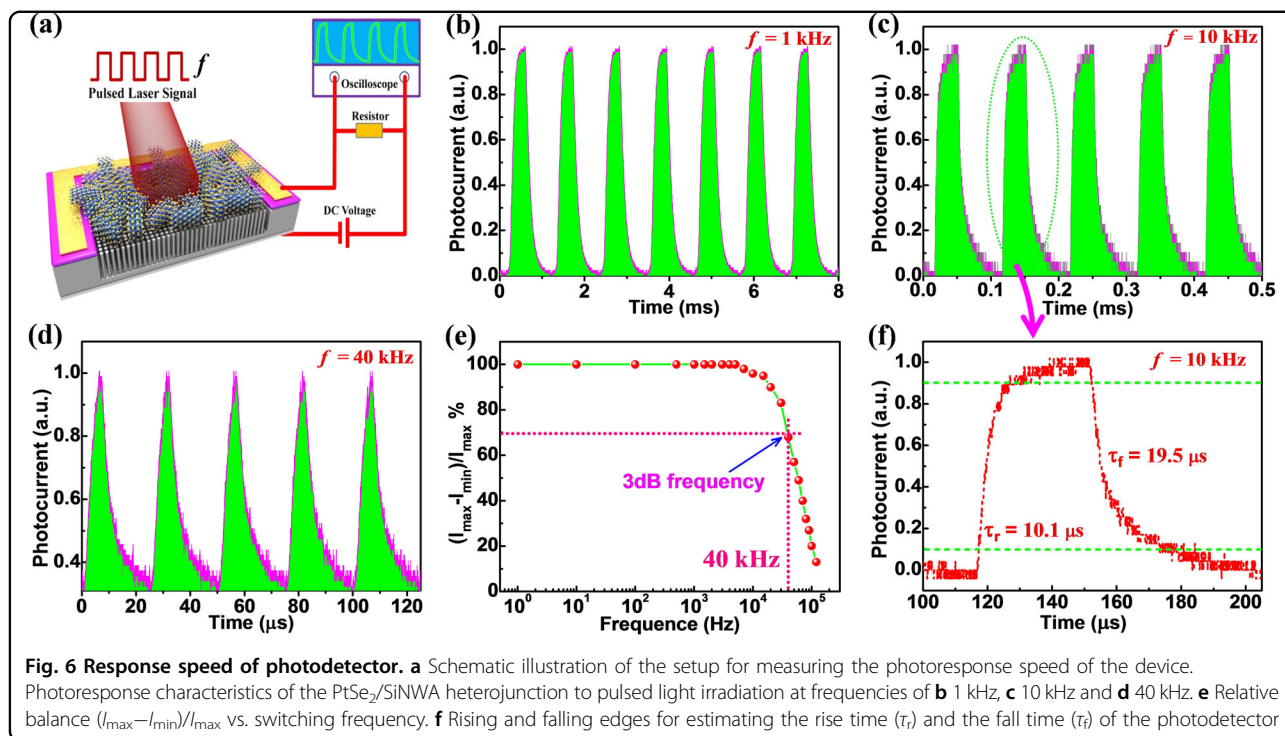 (a)
f
Pulsed Laser Signal
Oscilloscope
Resistor
DC Voltage
(b)
f = 1 kHz
Photocurrent (a.u.)
1.0
0.8
0.6
0.4
0.2
0.0
0 2 4 6 8
Time (ms)
(c)
f = 10 kHz
Photocurrent (a.u.)
1.0
0.8
0.6
0.4
0.2
0.0
0.0 0.1 0.2 0.3 0.4 0.5
Time (ms)
(d)
f = 40 kHz
Photocurrent (a.u.)
1.0
0.8
0.6
0.4
0 20 40 60 80 100 120
Time (μs)
(e)
(Imax-Imin)/Imax %
100
90
80
70
60
50
40
30
20
10
0
3dB frequency
40 kHz
10⁰ 10¹ 10² 10³ 10⁴ 10⁵
Frequence (Hz)
(f)
f = 10 kHz
Photocurrent (a.u.)
1.0
0.8
0.6
0.4
0.2
0.0
τf = 19.5 μs
τr = 10.1 μs
100 120 140 160 180 200
Time (μs)
Fig. 6 Response speed of photodetector. a Schematic illustration of the setup for measuring the photoresponse speed of the device.
Photoresponse characteristics of the PtSe₂/SiNWA heterojunction to pulsed light irradiation at frequencies of b 1 kHz, c 10 kHz and d 40 kHz. e Relative
balance (Imax−Imin)/Imax vs. switching frequency. f Rising and falling edges for estimating the rise time (τr) and the fall time (τf) of the photodetector